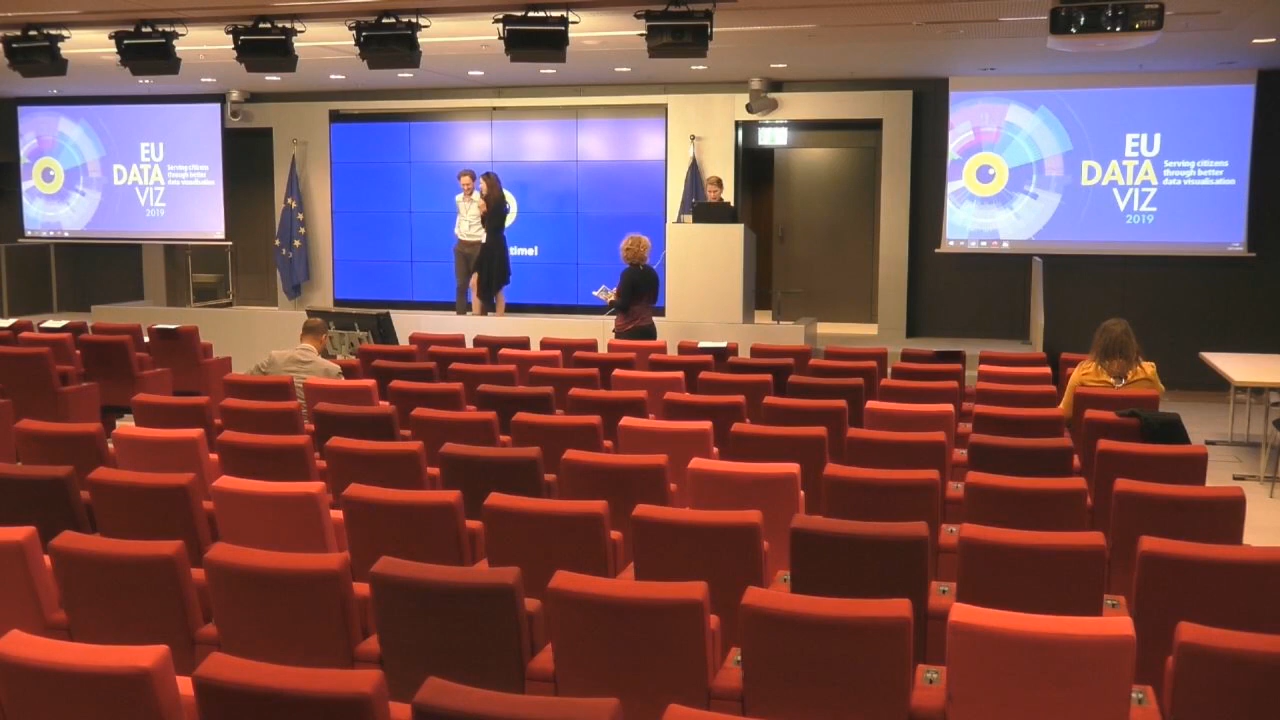 EU
DATA
VIZ
2019
Serving citizens
through better
data visualisation
time!
EU
DATA
VIZ
2019
Serving citizens
through better
data visualisation